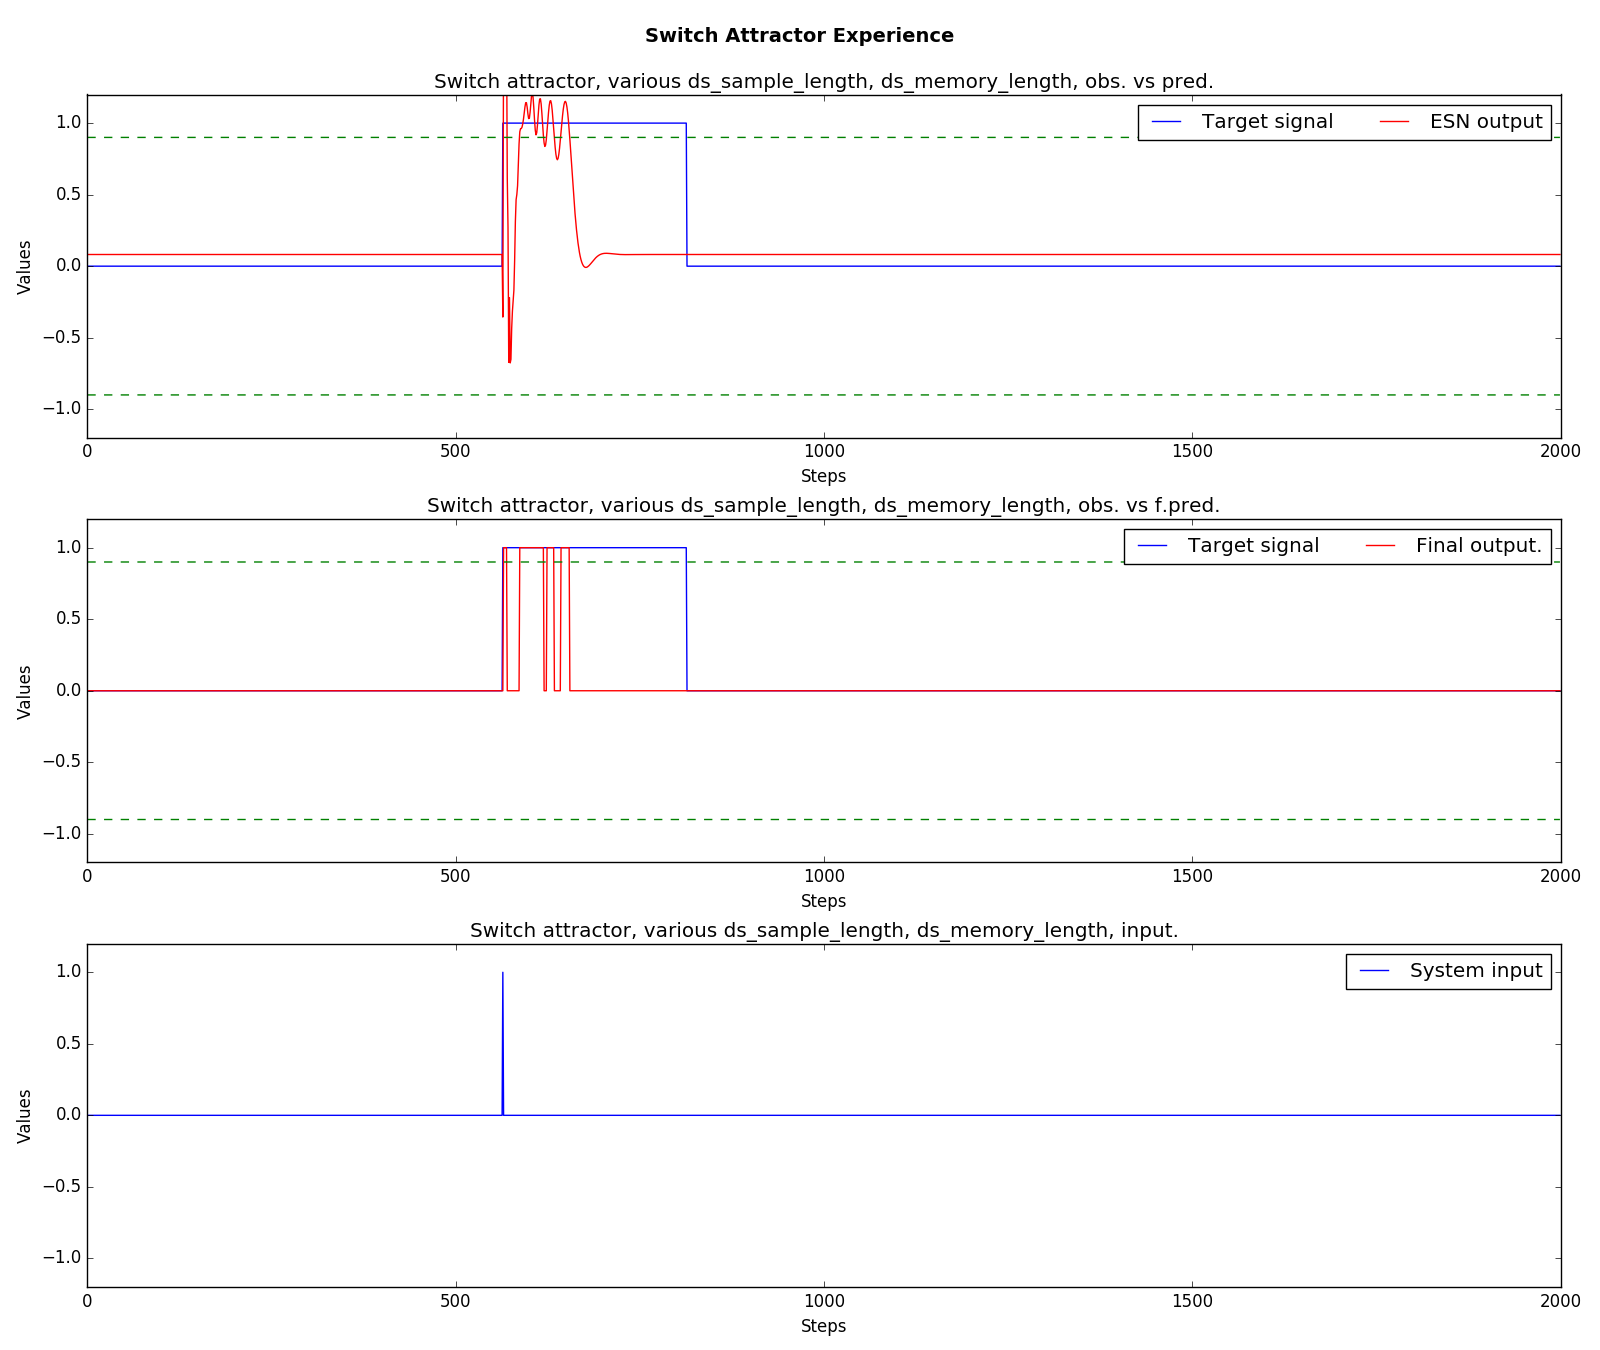 Switch Attractor Experience
Switch attractor, various ds_sample_length, ds_memory_length, obs. vs pred.
Target signal ESN output
1.0
0.5
0.0
−0.5
−1.0
Values
0 500 1000 1500 2000
Steps
Switch attractor, various ds_sample_length, ds_memory_length, obs. vs f.pred.
Target signal Final output.
1.0
0.5
0.0
−0.5
−1.0
Values
0 500 1000 1500 2000
Steps
Switch attractor, various ds_sample_length, ds_memory_length, input.
System input
1.0
0.5
0.0
−0.5
−1.0
Values
0 500 1000 1500 2000
Steps